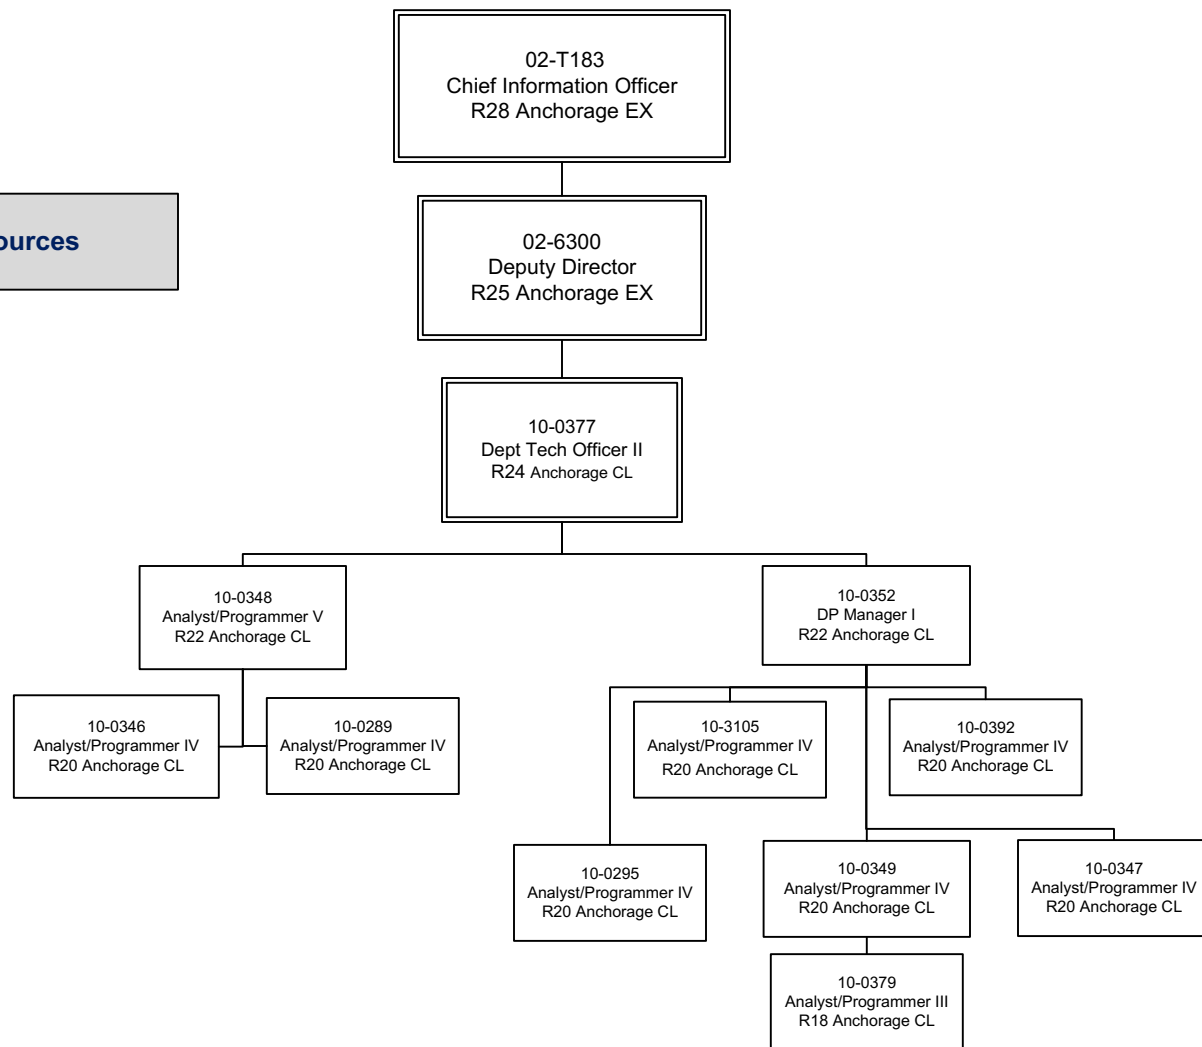 02-T183
Chief Information Officer
R28 Anchorage EX
02-6300
Deputy Director
R25 Anchorage EX
10-0377
Dept Tech Officer II
R24 Anchorage CL
10-0348
Analyst/Programmer V
R22 Anchorage CL
10-0352
DP Manager I
R22 Anchorage CL
10-0346
Analyst/Programmer IV
R20 Anchorage CL
10-0289
Analyst/Programmer IV
R20 Anchorage CL
10-3105
Analyst/Programmer IV
R20 Anchorage CL
10-0392
Analyst/Programmer IV
R20 Anchorage CL
10-0295
Analyst/Programmer IV
R20 Anchorage CL
10-0349
Analyst/Programmer IV
R20 Anchorage CL
10-0347
Analyst/Programmer IV
R20 Anchorage CL
10-0379
Analyst/Programmer III
R18 Anchorage CL